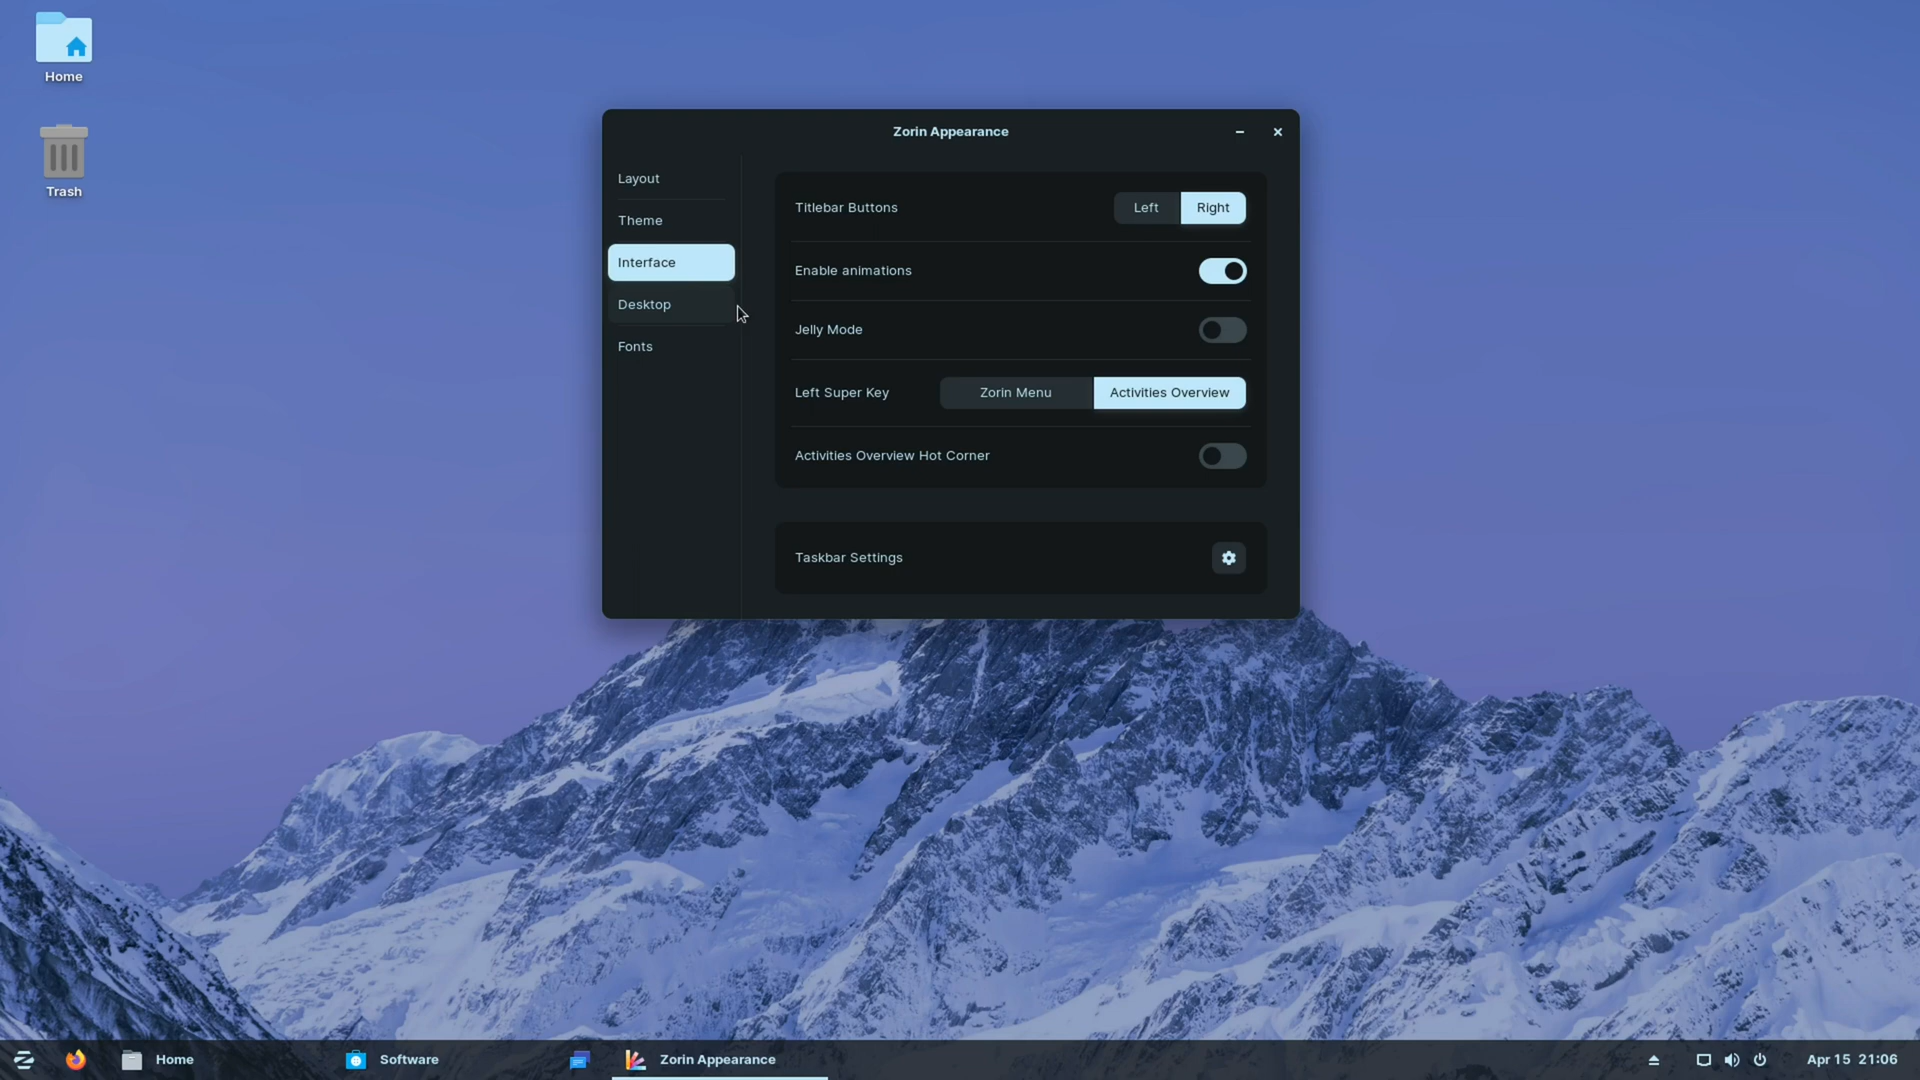 Home
Trash
Zorin Appearance
Layout
Theme
Interface
Desktop
Fonts
Titlebar Buttons Left Right
Enable animations
Jelly Mode
Left Super Key Zorin Menu Activities Overview
Activities Overview Hot Corner
Taskbar Settings
Home Software Zorin Appearance Apr 15 21:06